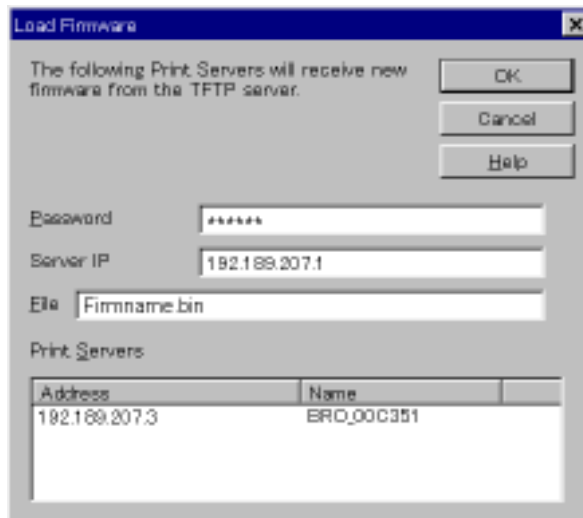 Load Firmware
The following Print Servers will receive new
firmware from the TFTP server.
OK
Cancel
Help
Password ******
Server IP 192.189.207.1
File Firmname.bin
Print Servers
Address Name
192.189.207.3 BRO_00C351